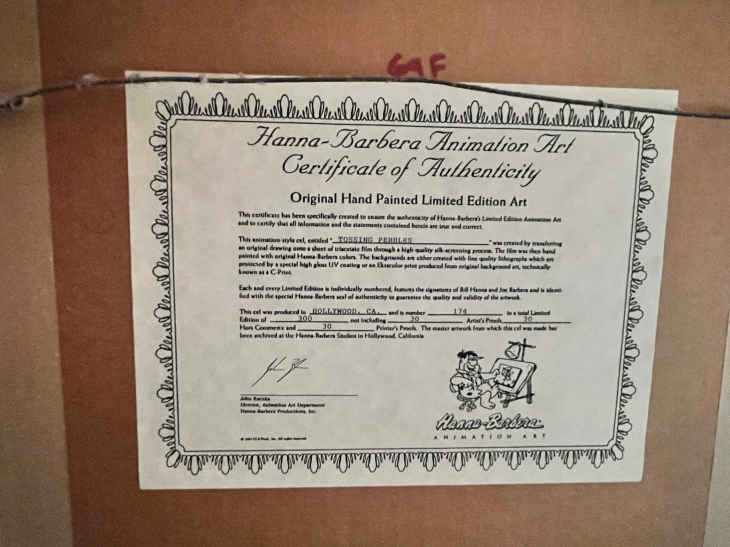 Hanna-Barbera Animation Art
Certificate of Authenticity
Original Hand Painted Limited Edition Art
This certificate has been specifically created to ensure the authenticity of Hanna-Barbera's Limited Edition Animation Art
and to certify that all information and the statements contained herein are true and correct.
This animation style cel, entitled " TOSSING PEBBLES " was created by transferring
an original drawing onto a sheet of triacetate film through a high quality silk-screening process. The film was then hand
painted with original Hanna-Barbera colors. The backgrounds are either created with fine quality lithographs which are
protected by a special high gloss UV coating or an Ektacolor print produced from original background art, technically
known as a C-Print.
Each and every Limited Edition is individually numbered, features the signatures of Bill Hanna and Joe Barbera and is identi-
fied with the special Hanna-Barbera seal of authenticity to guarantee the quality and validity of the artwork.
This cel was produced in HOLLYWOOD, CA. and is number 174 in a total Limited
Edition of 300 not including 30 Artist's Proofs, 30
Hors Commerce and 30 Printer's Proofs. The master artwork from which this cel was made has
been archived at the Hanna-Barbera Studios in Hollywood, California
Director, Animation Art Department
Hanna-Barbera Productions, Inc.
Hanna-Barbera
ANIMATION ART